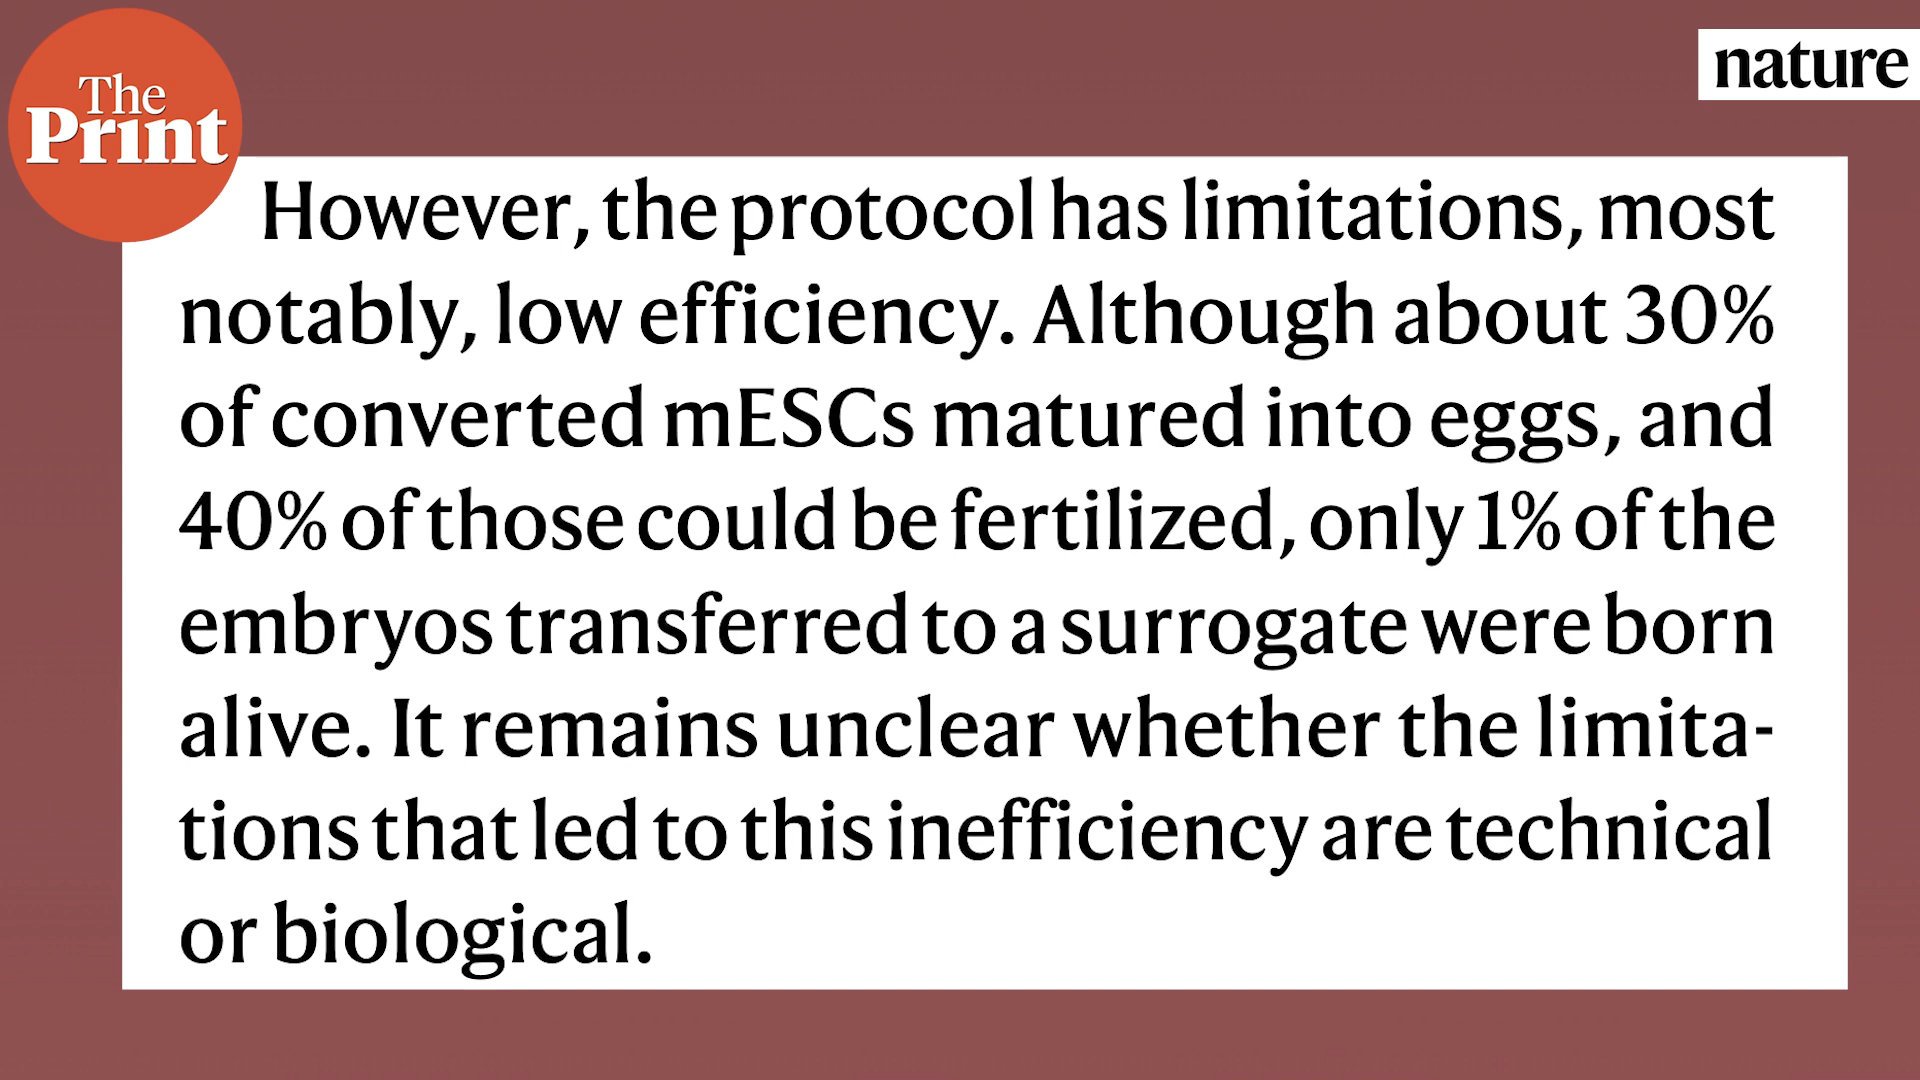 The
Print
nature
However, the protocol has limitations, most
notably, low efficiency. Although about 30%
of converted mESCs matured into eggs, and
40% of those could be fertilized, only 1% of the
embryos transferred to a surrogate were born
alive. It remains unclear whether the limita-
tions that led to this inefficiency are technical
or biological.